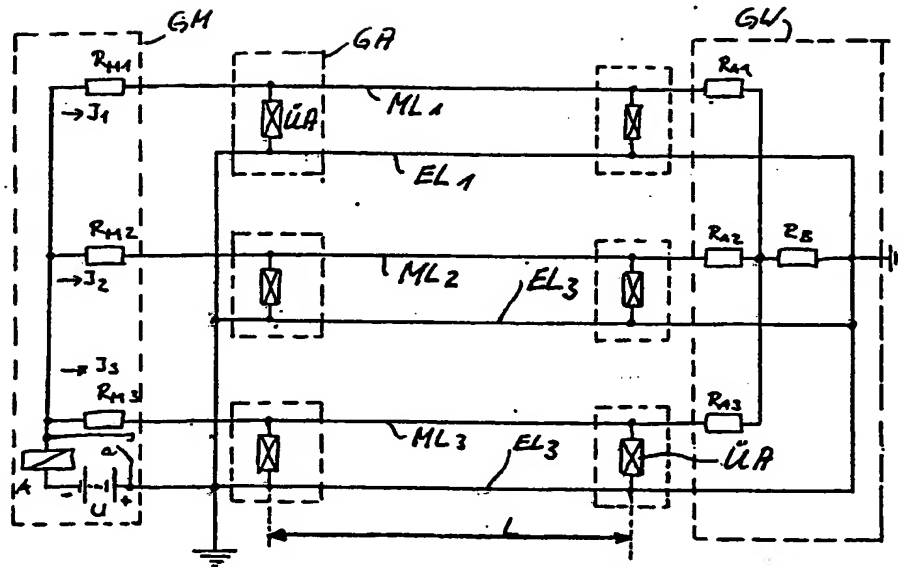 GM
GA
GW
RM1
→ J1
ÜA
ML1
RA1
EL1
RM2
→ J2
ML2
EL3
RA2
RB
→ J3
RM3
a
A
- U +
ML3
EL3
RA3
ÜA
L